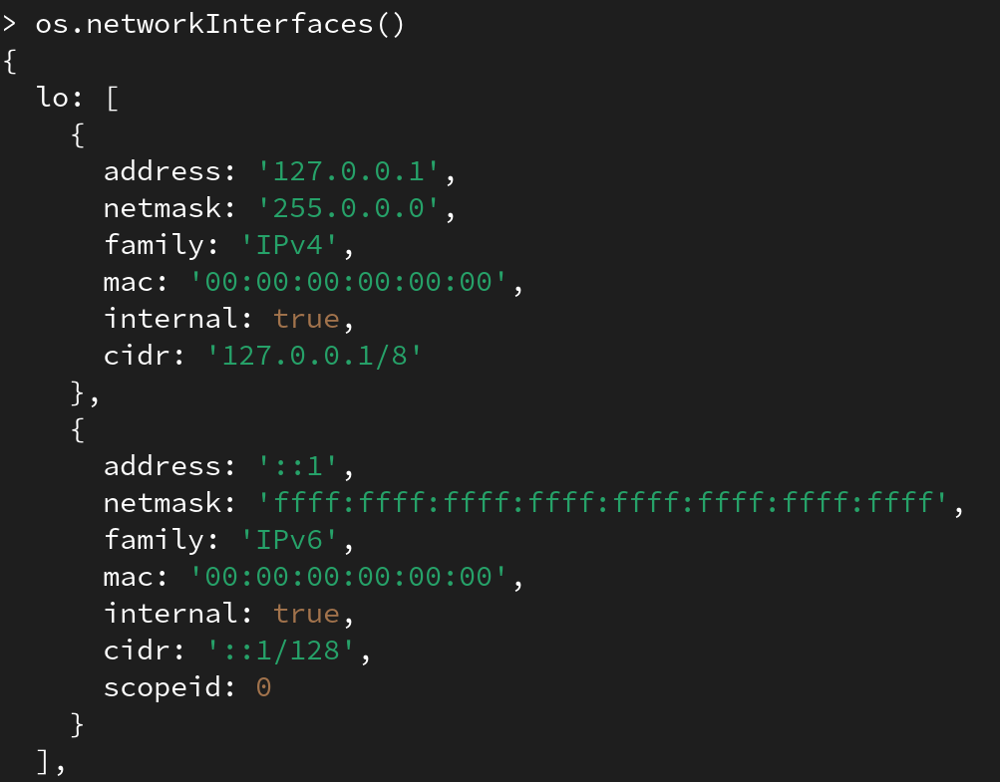 > os.networkInterfaces()
{
  lo: [
    {
      address: '127.0.0.1',
      netmask: '255.0.0.0',
      family: 'IPv4',
      mac: '00:00:00:00:00:00',
      internal: true,
      cidr: '127.0.0.1/8'
    },
    {
      address: '::1',
      netmask: 'ffff:ffff:ffff:ffff:ffff:ffff:ffff:ffff',
      family: 'IPv6',
      mac: '00:00:00:00:00:00',
      internal: true,
      cidr: '::1/128',
      scopeid: 0
    }
  ],